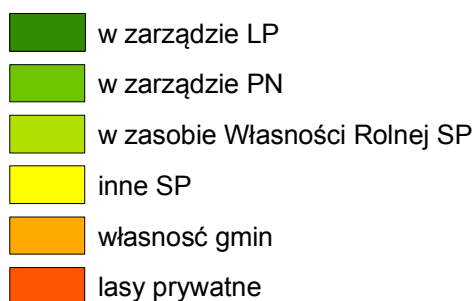 w zarządzie LP
w zarządzie PN
w zasobie Własności Rolnej SP
inne SP
własnosć gmin
lasy prywatne